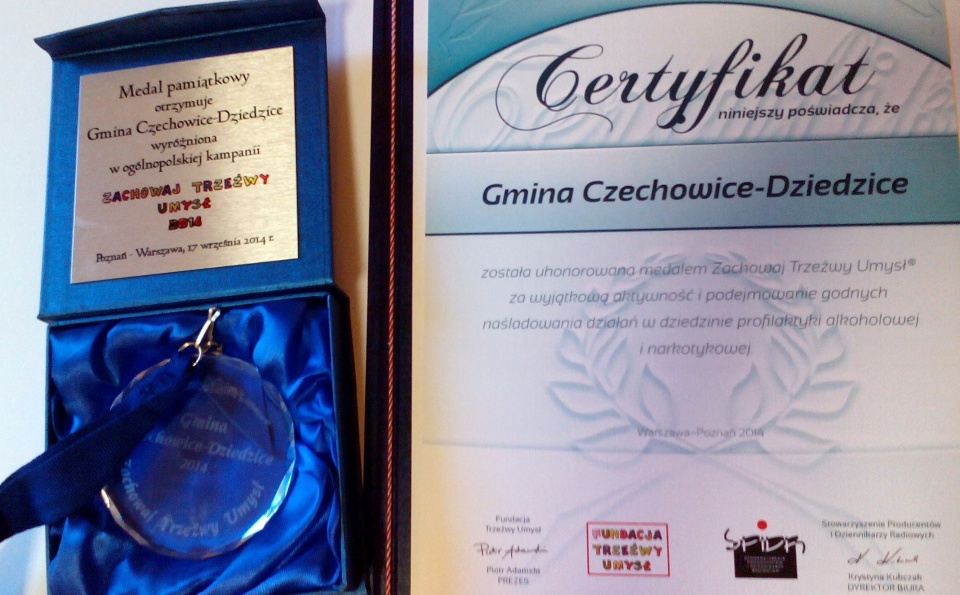 Medal pamiątkowy
otrzymuje
Gmina Czechowice-Dziedzice
wyróżniona
w ogólnopolskiej kampanii
ZACHOWAJ TRZEŹWY
UMYSŁ
2014
Poznań - Warszawa, 17 września 2014 r.
Gmina
Czechowice-Dziedzice
2014
Zachowaj Trzeźwy Umysł
Certyfikat
niniejszy poświadcza, że
Gmina Czechowice-Dziedzice
została uhonorowana medalem Zachowaj Trzeźwy Umysł®
za wyjątkową aktywność i podejmowanie godnych
naśladowania działań w dziedzinie profilaktyki alkoholowej
i narkotykowej.
Warszawa-Poznań 2014
Fundacja
Trzeźwy Umysł
Piotr Adamski
PREZES
FUNDACJA
TRZEŹWY
UMYSŁ
Stowarzyszenie Producentów
i Dziennikarzy Radiowych
Krystyna Kubczak
DYREKTOR BIURA